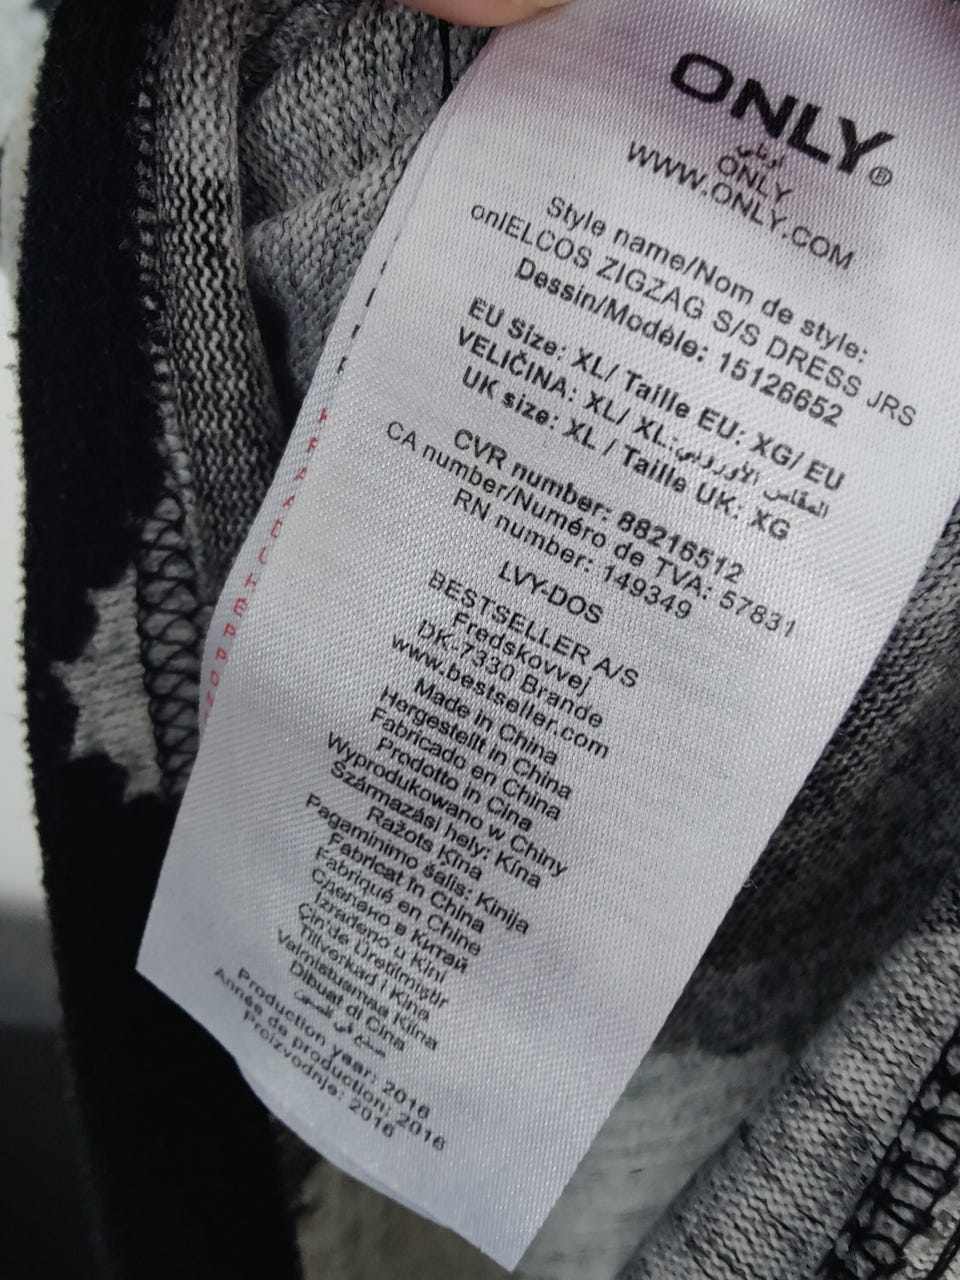 ONLY®
أونلي
ONLY
WWW.ONLY.COM
Style name/Nom de style:
onlELCOS ZIGZAG S/S DRESS JRS
Dessin/Modèle: 15126652
EU Size: XL/ Taille EU: XG/ EU
VELIČINA: XL/ XL:المقاس الأوروبي
UK size: XL / Taille UK: XG
CVR number: 88216512
CA number/Numéro de TVA: 57831
RN number: 149349
LVY-DOS
BESTSELLER A/S
Fredskovvej
DK-7330 Brande
www.bestseller.com
Made in China
Hergestellt in China
Fabricado en China
Prodotto in Cina
Wyprodukowano w Chiny
Származási hely: Kína
Ražots Ķīna
Pagaminimo šalis: Kinija
Fabricat în China
Fabriqué en Chine
Сделано в Китай
Izrađeno u Kini
Çin'de Üretilmiştir
Tillverkad i Kina
Valmistusmaa Kiina
Dibuat di Cina
صنع في الصين
Production year: 2016
Année de production: 2016
Proizvodnje: 2016